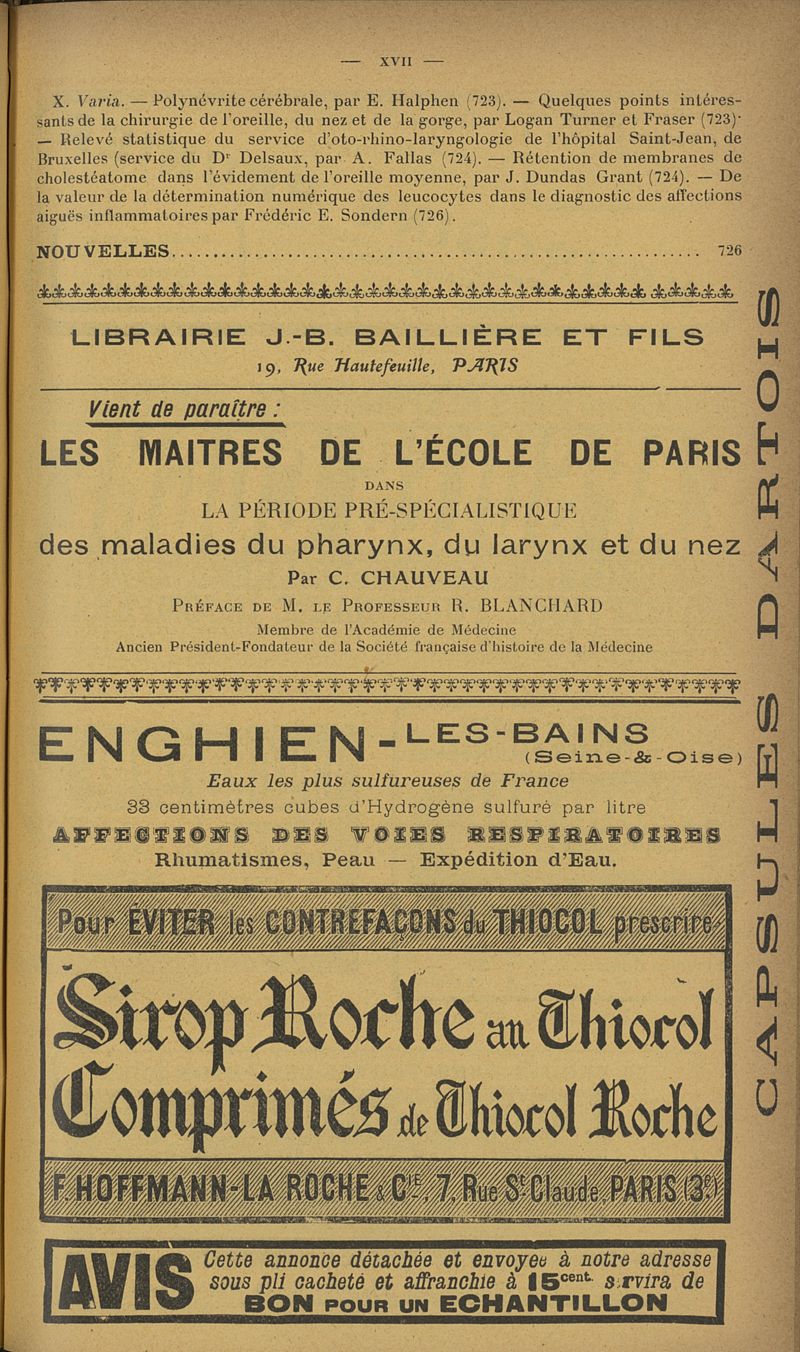 — XVII —
X. Varia. — Polynévrite cérébrale, par E. Halphen (723). — Quelques points intéres-
sants de la chirurgie de l'oreille, du nez et de la gorge, par Logan Turner et Fraser (723)·
— Relevé statistique du service d'oto-rhino-laryngologie de l'hôpital Saint-Jean, de
Bruxelles (service du Dr Delsaux, par A. Fallas (724). — Rétention de membranes de
cholestéatome dans l'évidement de l'oreille moyenne, par J. Dundas Grant (724). — De
la valeur de la détermination numérique des leucocytes dans le diagnostic des affections
aiguës inflammatoires par Frédéric E. Sondern (726).
NOUVELLES........................................................ 726
LIBRAIRIE J.-B. BAILLIÈRE ET FILS
19, Rue Hautefeuille, PARIS
Vient de paraître :
LES MAITRES DE L'ÉCOLE DE PARIS
DANS
LA PÉRIODE PRÉ-SPÉCIALISTIQUE
des maladies du pharynx, du larynx et du nez
Par C. CHAUVEAU
PRÉFACE DE M. LE PROFESSEUR R. BLANCHARD
Membre de l'Académie de Médecine
Ancien Président-Fondateur de la Société française d'histoire de la Médecine
ENGHIEN-LES-BAINS
(Seine-&-Oise)
Eaux les plus sulfureuses de France
33 centimètres cubes d'Hydrogène sulfuré par litre
AFFECTIONS DES VOIES RESPIRATOIRES
Rhumatismes, Peau — Expédition d'Eau.
Pour ÉVITER les CONTREFAÇONS du THIOCOL prescrire
Sirop Roche au Thiocol
Comprimés de Thiocol Roche
F. HOFFMANN-LA ROCHE & Cie, 7, Rue St Claude, PARIS (3e)
AVIS
Cette annonce détachée et envoyée à notre adresse
sous pli cacheté et affranchie à 15cent. s.rvira de
BON POUR UN ECHANTILLON
CAPSULES DARTOIS